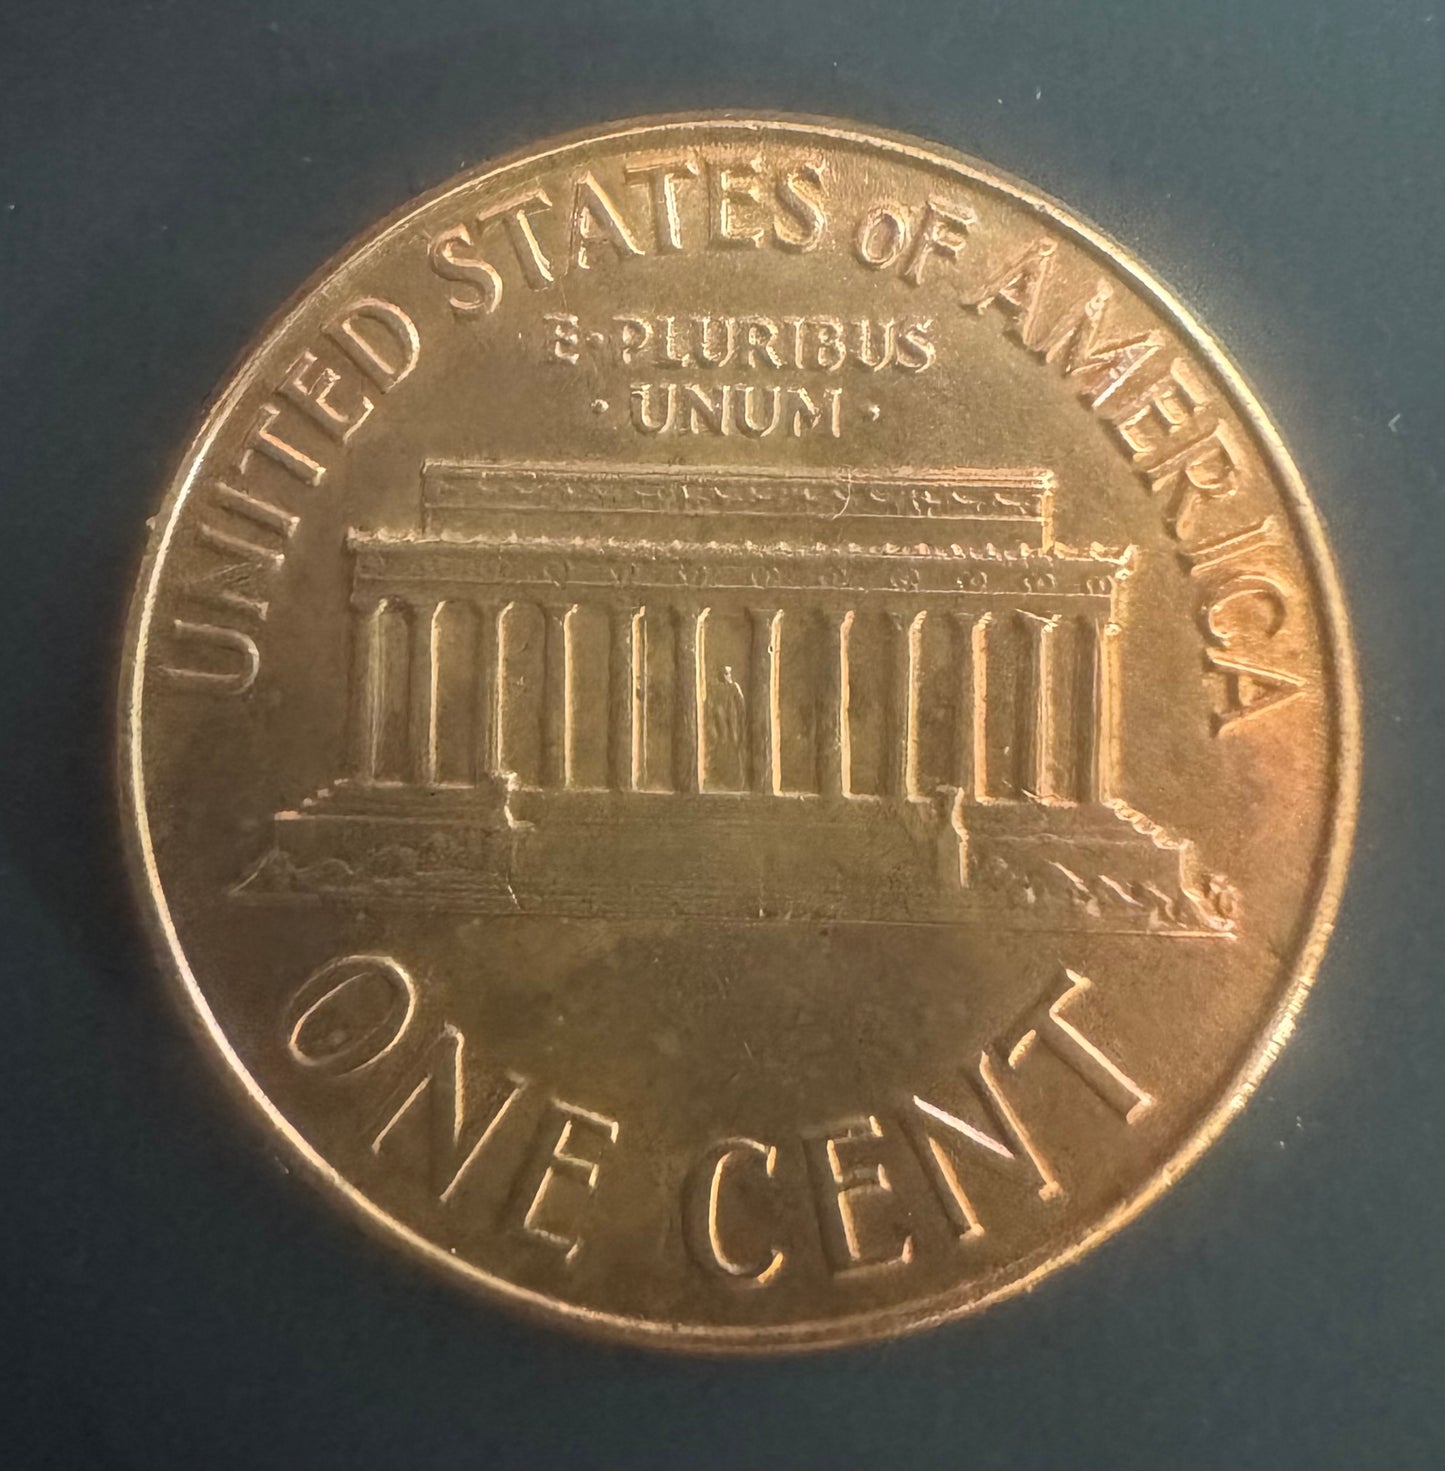 UNITED STATES OF AMERICA
E·PLURIBUS
· UNUM ·
ONE CENT